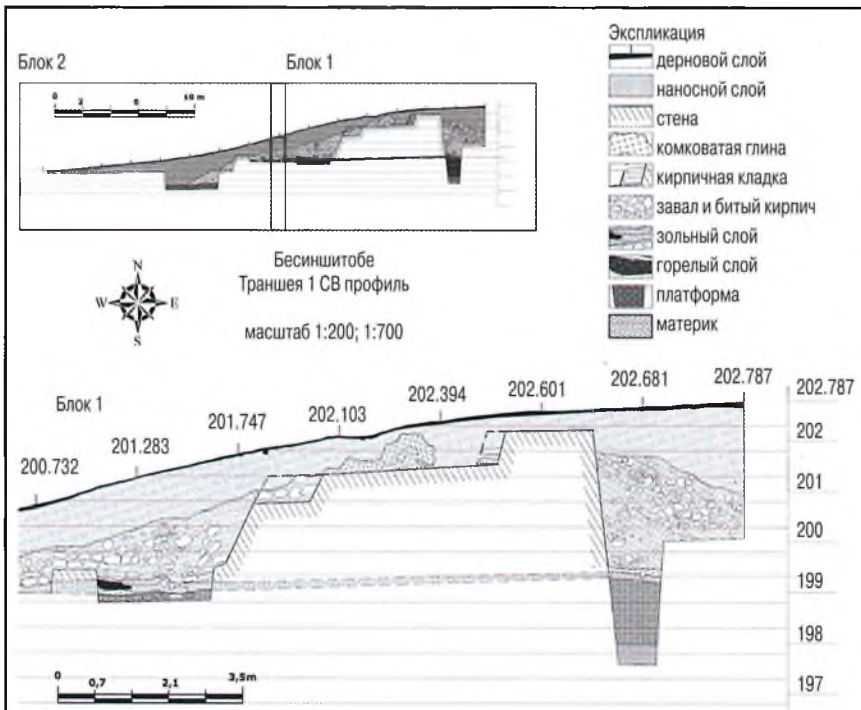 Блок 2
Блок 1
0 2 6 10 m
Экспликация
дерновой слой
наносной слой
стена
комковатая глина
кирпичная кладка
завал и битый кирпич
зольный слой
горелый слой
платформа
материк
N
W E
S
Бесиншитобе
Траншея 1 СВ профиль
масштаб 1:200; 1:700
Блок 1
200.732
201.283
201.747
202.103
202.394
202.601
202.681
202.787
202.787
202
201
200
199
198
197
0 0,7 2,1 3,5m